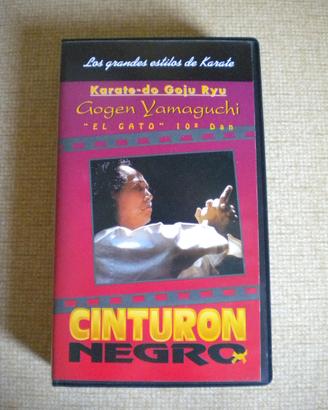 Los grandes estilos de Karate
Karate-do Goju Ryu
Gogen Yamaguchi
"EL GATO" 10º Dan
CINTURON
NEGRO